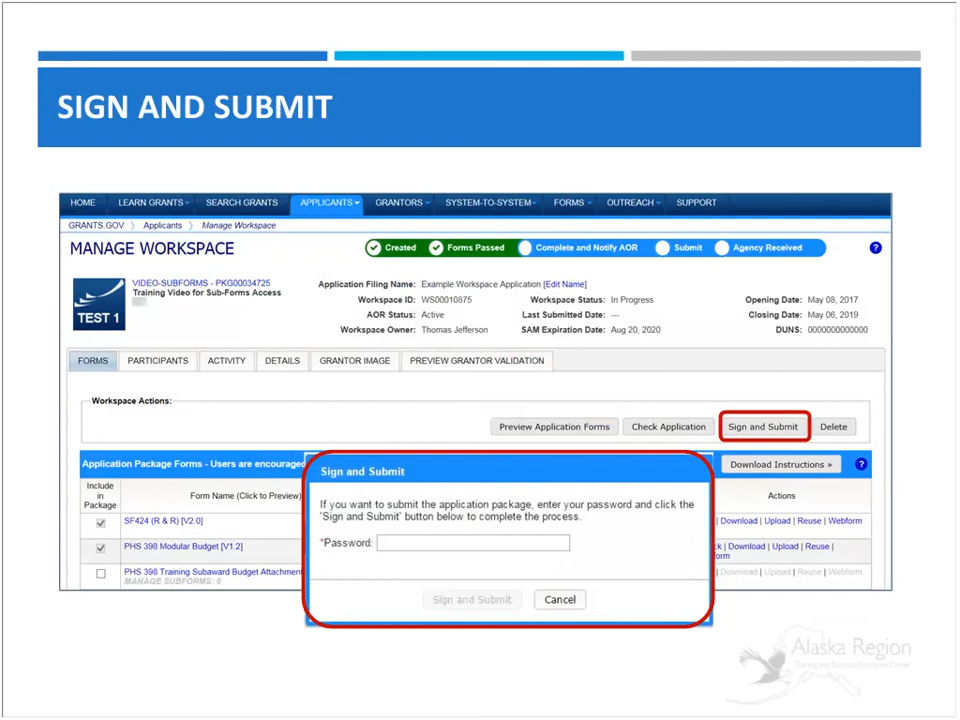 SIGN AND SUBMIT
HOME LEARN GRANTS SEARCH GRANTS APPLICANTS GRANTORS SYSTEM-TO-SYSTEM FORMS OUTREACH SUPPORT
GRANTS.GOV Applicants Manage Workspace
MANAGE WORKSPACE
Created Forms Passed Complete and Notify AOR Submit Agency Received ?
TEST 1
VIDEO-SUBFORMS - PKG00034725
Training Video for Sub-Forms Access
Application Filing Name: Example Workspace Application [Edit Name]
Workspace ID: WS00010875 Workspace Status: In Progress Opening Date: May 08, 2017
AOR Status: Active Last Submitted Date: --- Closing Date: May 06, 2019
Workspace Owner: Thomas Jefferson SAM Expiration Date: Aug 20, 2020 DUNS: 0000000000000
FORMS PARTICIPANTS ACTIVITY DETAILS GRANTOR IMAGE PREVIEW GRANTOR VALIDATION
Workspace Actions:
Preview Application Forms Check Application Sign and Submit Delete
Application Package Forms - Users are encouraged Download Instructions » ?
Include in Package Form Name (Click to Preview) Actions
SF424 (R & R) [V2.0] | Download | Upload | Reuse | Webform
PHS 398 Modular Budget [V1.2] | Download | Upload | Reuse |
PHS 398 Training Subaward Budget Attachment | Download | Upload | Reuse | Webform
MANAGE SUBFORMS: 0
Sign and Submit
If you want to submit the application package, enter your password and click the
'Sign and Submit' button below to complete the process.
*Password:
Sign and Submit Cancel
Alaska Region